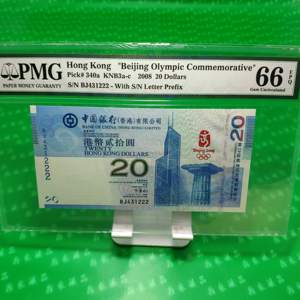 PMG
PAPER MONEY GUARANTY
Hong Kong "Beijing Olympic Commemorative"
Pick# 340a KNB3a-c 2008 20 Dollars
S/N BJ431222 - With S/N Letter Prefix
66 EPQ
Gem Uncirculated
中國銀行(香港)有限公司
BANK OF CHINA (HONG KONG) LIMITED
港幣貳拾圓
TWENTY
HONG KONG DOLLARS
20
20
20
BJ431222